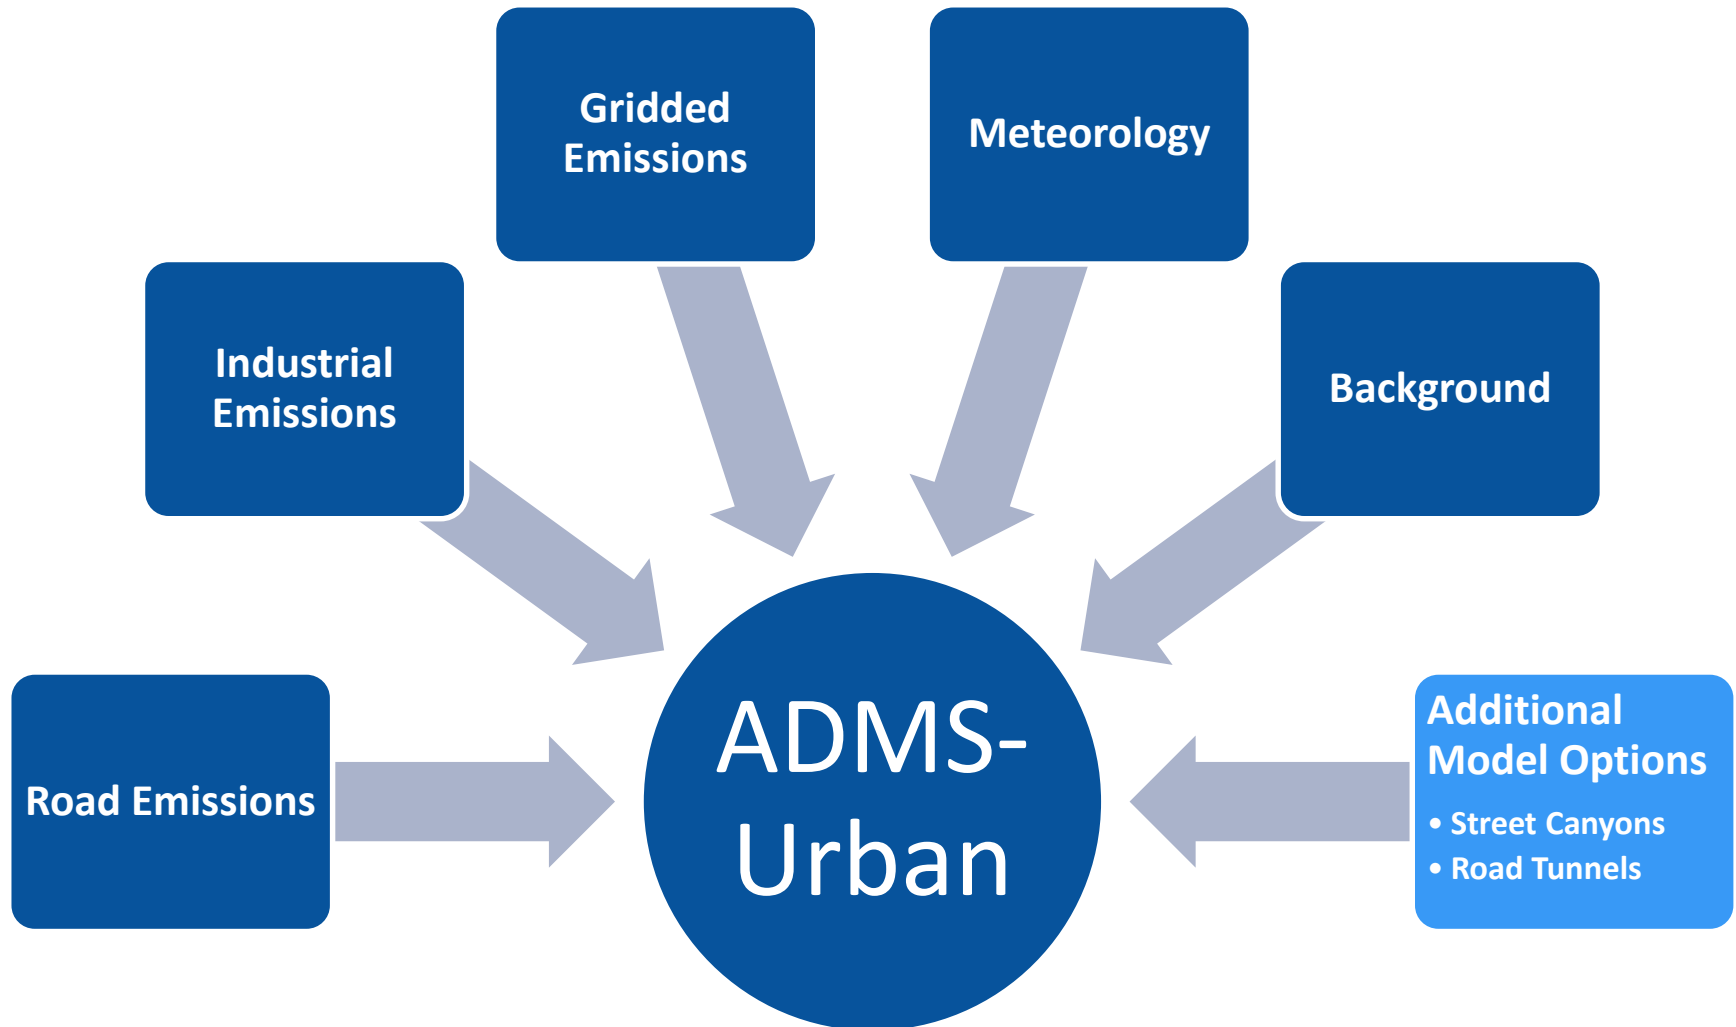 Gridded
Emissions
Meteorology
Industrial
Emissions
Background
Road Emissions
ADMS-
Urban
Additional
Model Options
• Street Canyons
• Road Tunnels